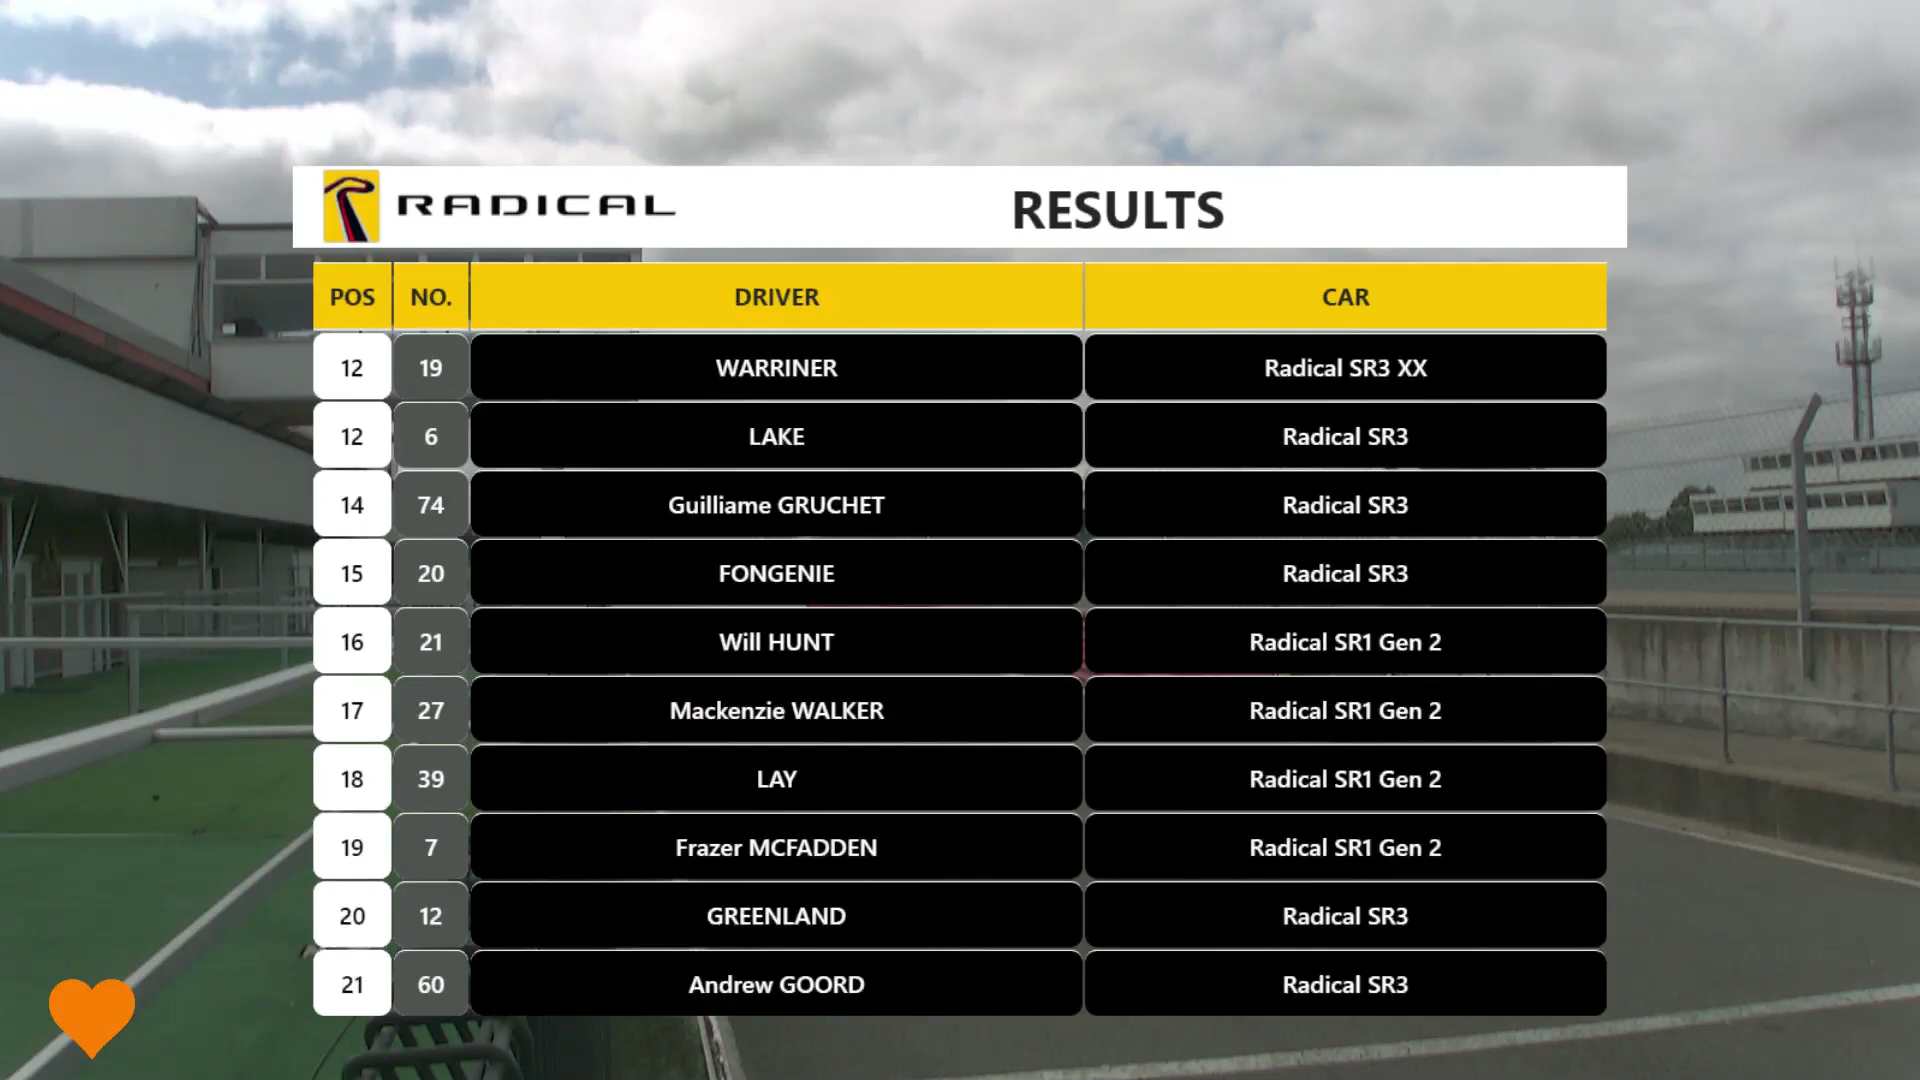 RADICAL RESULTS
POS NO. DRIVER CAR
12 19 WARRINER Radical SR3 XX
12 6 LAKE Radical SR3
14 74 Guilliame GRUCHET Radical SR3
15 20 FONGENIE Radical SR3
16 21 Will HUNT Radical SR1 Gen 2
17 27 Mackenzie WALKER Radical SR1 Gen 2
18 39 LAY Radical SR1 Gen 2
19 7 Frazer MCFADDEN Radical SR1 Gen 2
20 12 GREENLAND Radical SR3
21 60 Andrew GOORD Radical SR3